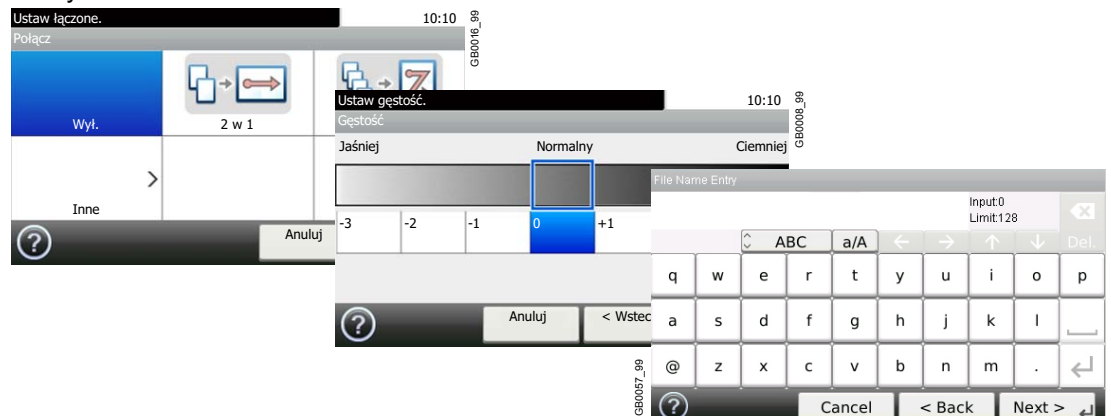 Ustaw łączone. 10:10
Połącz
Wył.
2 w 1
Inne
Anuluj
GB0016_99
Ustaw gęstość. 10:10
Gęstość
Jaśniej Normalny Ciemniej
-3 -2 -1 0 +1
Anuluj < Wstec
GB0008_99
File Name Entry
Input:0
Limit:128
ABC a/A Del.
q w e r t y u i o p
a s d f g h j k l
@ z x c v b n m .
Cancel < Back Next >
GB0057_99